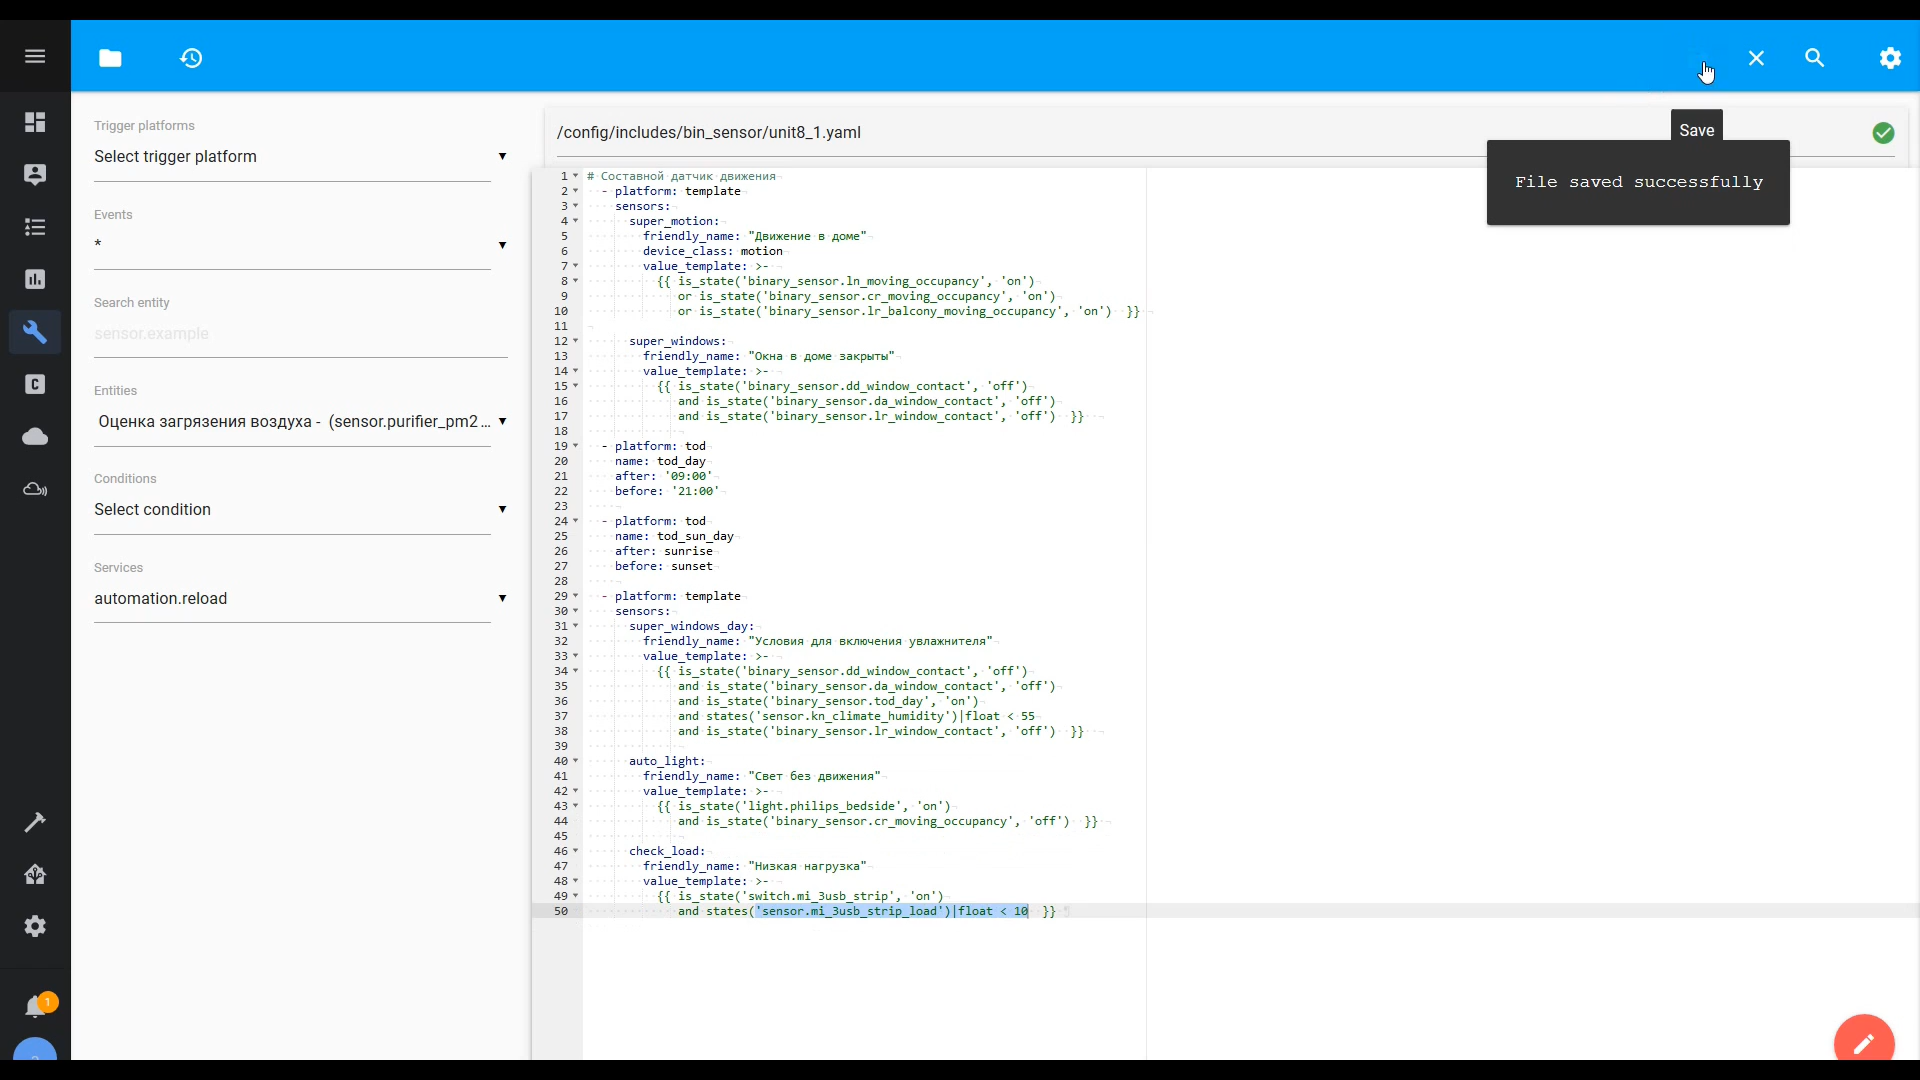 Trigger platforms
Select trigger platform
Events
*
Search entity
sensor.example
Entities
Оценка загрязения воздуха - (sensor.purifier_pm2...
Conditions
Select condition
Services
automation.reload
/config/includes/bin_sensor/unit8_1.yaml
Save
File saved successfully
1 # Составной датчик движения
2 - platform: template
3 sensors:
4 super_motion:
5 friendly_name: "Движение в доме"
6 device_class: motion
7 value_template: >-
8 {{ is_state('binary_sensor.ln_moving_occupancy', 'on')
9 or is_state('binary_sensor.cr_moving_occupancy', 'on')
10 or is_state('binary_sensor.lr_balcony_moving_occupancy', 'on') }}
11
12 super_windows:
13 friendly_name: "Окна в доме закрыты"
14 value_template: >-
15 {{ is_state('binary_sensor.dd_window_contact', 'off')
16 and is_state('binary_sensor.da_window_contact', 'off')
17 and is_state('binary_sensor.lr_window_contact', 'off') }}
18
19 - platform: tod
20 name: tod_day
21 after: '09:00'
22 before: '21:00'
23
24 - platform: tod
25 name: tod_sun_day
26 after: sunrise
27 before: sunset
28
29 - platform: template
30 sensors:
31 super_windows_day:
32 friendly_name: "Условия для включения увлажнителя"
33 value_template: >-
34 {{ is_state('binary_sensor.dd_window_contact', 'off')
35 and is_state('binary_sensor.da_window_contact', 'off')
36 and is_state('binary_sensor.tod_day', 'on')
37 and states('sensor.kn_climate_humidity')|float < 55
38 and is_state('binary_sensor.lr_window_contact', 'off') }}
39
40 auto_light:
41 friendly_name: "Свет без движения"
42 value_template: >-
43 {{ is_state('light.philips_bedside', 'on')
44 and is_state('binary_sensor.cr_moving_occupancy', 'off') }}
45
46 check_load:
47 friendly_name: "Низкая нагрузка"
48 value_template: >-
49 {{ is_state('switch.mi_3usb_strip', 'on')
50 and states('sensor.mi_3usb_strip_load')|float < 10 }}
C
1